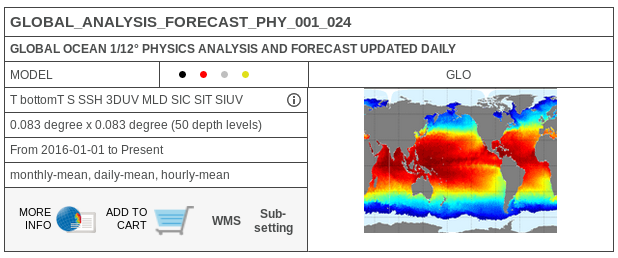 GLOBAL_ANALYSIS_FORECAST_PHY_001_024
GLOBAL OCEAN 1/12° PHYSICS ANALYSIS AND FORECAST UPDATED DAILY
MODEL
GLO
T bottomT S SSH 3DUV MLD SIC SIT SIUV
0.083 degree x 0.083 degree (50 depth levels)
From 2016-01-01 to Present
monthly-mean, daily-mean, hourly-mean
MORE
INFO
ADD TO
CART
WMS
Sub-
setting